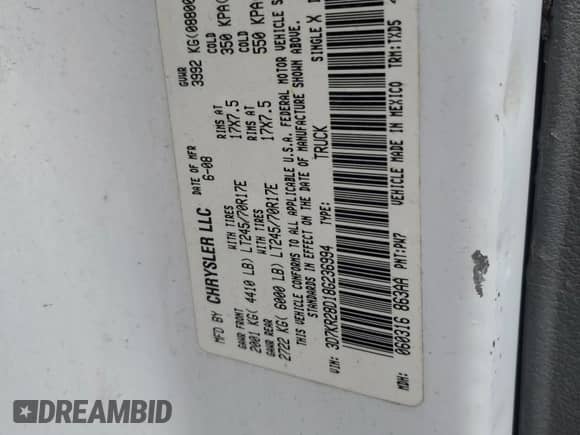 MFD BY CHRYSLER LLC DATE OF MFR GVWR
6-08 3992 KG(08800
GAWR FRONT WITH TIRES RIMS AT COLD
2001 KG( 4410 LB) LT245/70R17E 17X7.5 350 KPA(
GAWR REAR WITH TIRES RIMS AT COLD
2722 KG( 6000 LB) LT245/70R17E 17X7.5 550 KPA(
THIS VEHICLE CONFORMS TO ALL APPLICABLE U.S.A. FEDERAL MOTOR VEHICLE S
STANDARDS IN EFFECT ON THE DATE OF MANUFACTURE SHOWN ABOVE.
VIN: 3D7KR28D18G236994 TYPE: TRUCK SINGLE X
MDH: 060316 863AA PNT: PW7 VEHICLE MADE IN MEXICO TRM: TXD5
DREAMBID